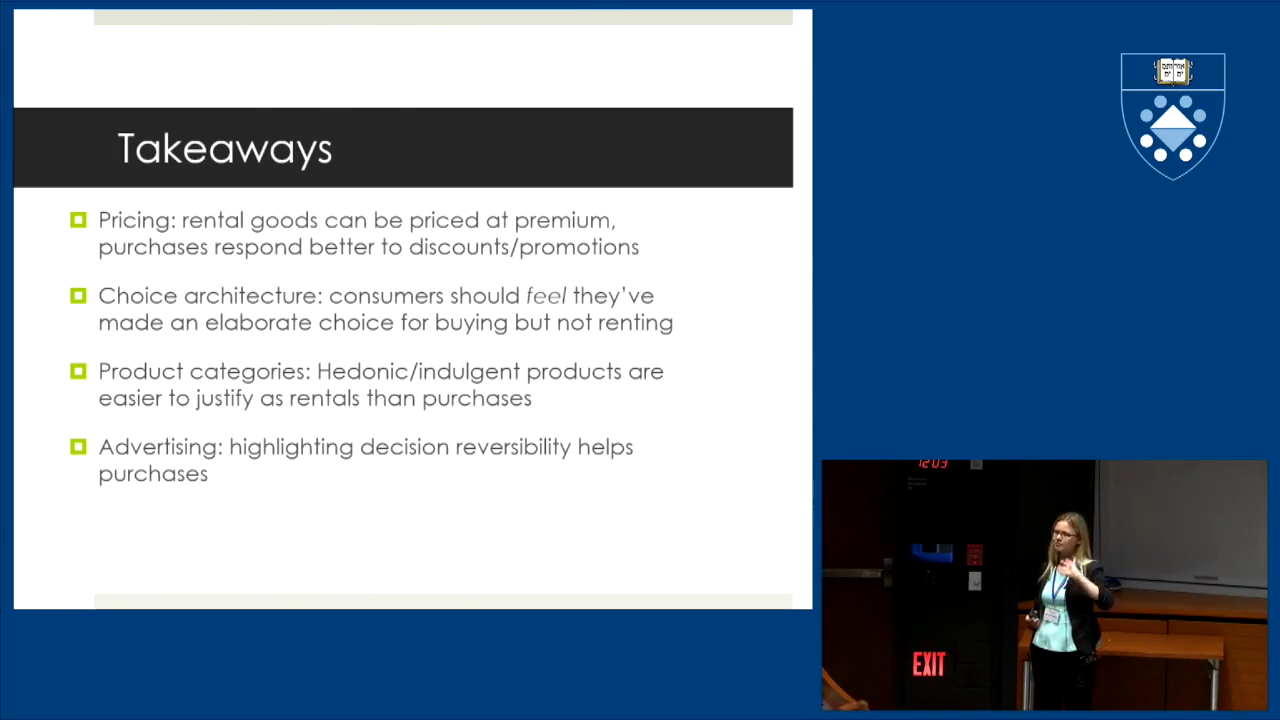 Takeaways
Pricing: rental goods can be priced at premium,
purchases respond better to discounts/promotions
Choice architecture: consumers should feel they've
made an elaborate choice for buying but not renting
Product categories: Hedonic/indulgent products are
easier to justify as rentals than purchases
Advertising: highlighting decision reversibility helps
purchases
12:03
EXIT